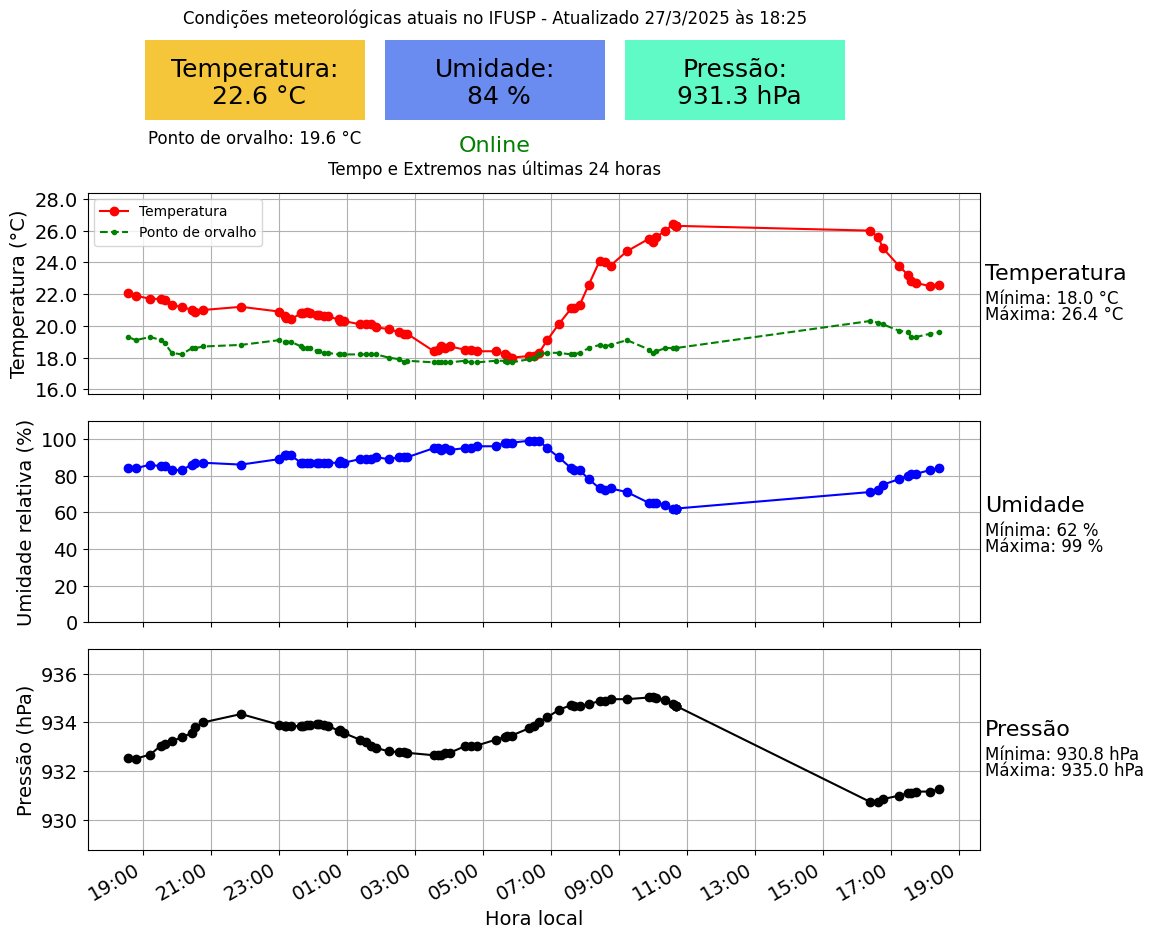 Condições meteorológicas atuais no IFUSP - Atualizado 27/3/2025 às 18:25
Temperatura:
22.6 °C
Umidade:
84 %
Pressão:
931.3 hPa
Ponto de orvalho: 19.6 °C
Online
Tempo e Extremos nas últimas 24 horas
Temperatura (°C)
28.0
26.0
24.0
22.0
20.0
18.0
16.0
Temperatura
Ponto de orvalho
Temperatura
Mínima: 18.0 °C
Máxima: 26.4 °C
Umidade relativa (%)
100
80
60
40
20
0
Umidade
Mínima: 62 %
Máxima: 99 %
Pressão (hPa)
936
934
932
930
Pressão
Mínima: 930.8 hPa
Máxima: 935.0 hPa
19:00 21:00 23:00 01:00 03:00 05:00 07:00 09:00 11:00 13:00 15:00 17:00 19:00
Hora local